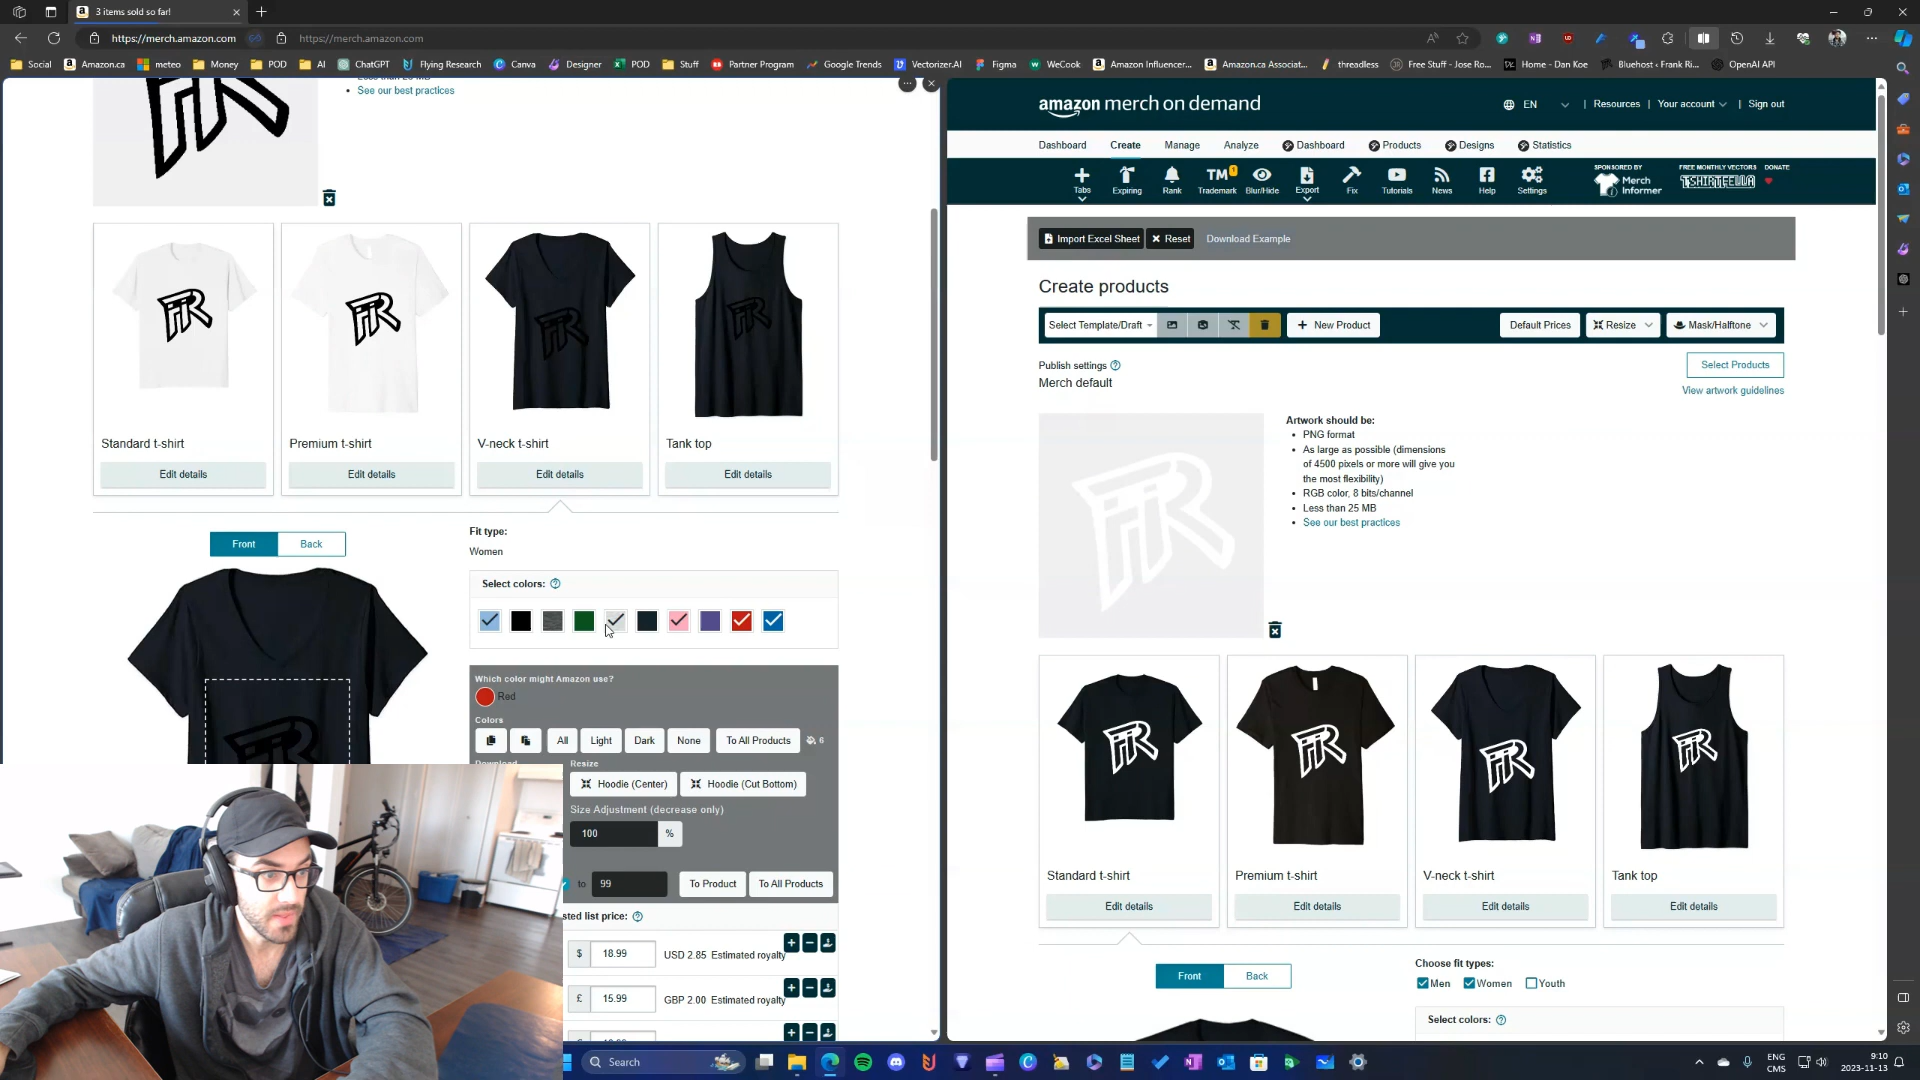 3 items sold so far!
https://merch.amazon.com
https://merch.amazon.com
Social
Amazon.ca
meteo
Money
POD
AI
ChatGPT
Flying Research
Canva
Designer
POD
Stuff
Partner Program
Google Trends
Vectorizer.AI
Figma
WeCook
Amazon Influencer...
Amazon.ca Associat...
threadless
Free Stuff - Jose Ro...
Home - Dan Koe
Bluehost ‹ Frank Ri...
OpenAI API
See our best practices
Standard t-shirt
Premium t-shirt
V-neck t-shirt
Tank top
Edit details
Edit details
Edit details
Edit details
Front
Back
Fit type:
Women
Select colors:
Which color might Amazon use?
Red
Colors
All
Light
Dark
None
To All Products
6
Resize
Hoodie (Center)
Hoodie (Cut Bottom)
Size Adjustment (decrease only)
100
%
to
99
To Product
To All Products
sted list price:
$
18.99
USD 2.85 Estimated royalty
£
15.99
GBP 2.00 Estimated royalty
amazon merch on demand
EN
Resources
Your account
Sign out
Dashboard
Create
Manage
Analyze
Dashboard
Products
Designs
Statistics
Tabs
Expiring
Rank
TM
Trademark
Blur/Hide
Export
Fix
Tutorials
News
Help
Settings
SPONSORED BY
Merch
Informer
FREE MONTHLY VECTORS
TSHIRTFELLA
DONATE
Import Excel Sheet
Reset
Download Example
Create products
Select Template/Draft
New Product
Default Prices
Resize
Mask/Halftone
Publish settings
Merch default
Select Products
View artwork guidelines
Artwork should be:
PNG format
As large as possible (dimensions
of 4500 pixels or more will give you
the most flexibility)
RGB color, 8 bits/channel
Less than 25 MB
See our best practices
Standard t-shirt
Premium t-shirt
V-neck t-shirt
Tank top
Edit details
Edit details
Edit details
Edit details
Front
Back
Choose fit types:
Men
Women
Youth
Select colors:
Search
ENG
CMS
9:10
2023-11-13